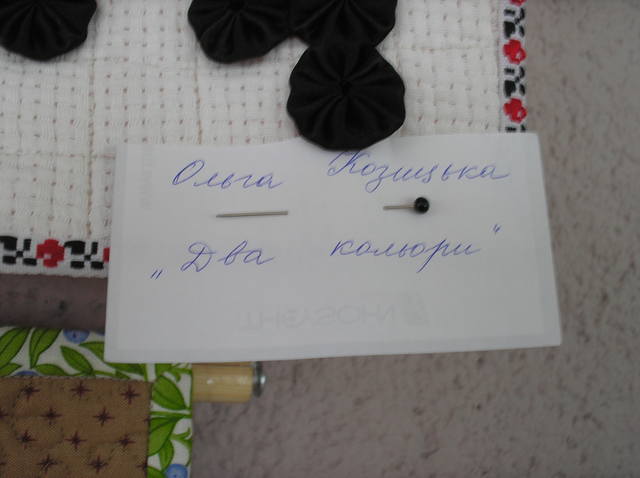 Ольга Козицька
„Два кольори“